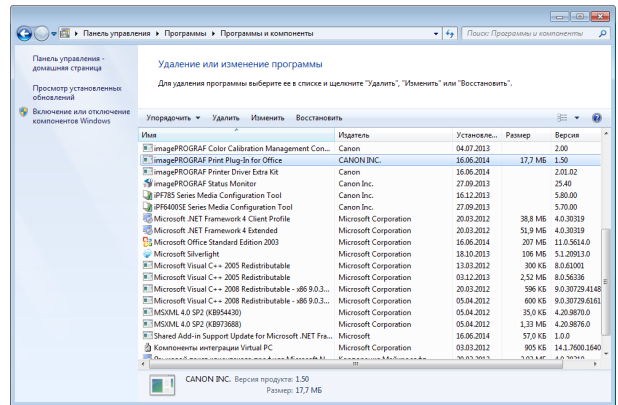 Панель управле... ▸ Программы ▸ Программы и компоненты
Поиск: Программы и компоненты
Панель управления -
домашняя страница
Просмотр установленных
обновлений
Включение или отключение
компонентов Windows
Удаление или изменение программы
Для удаления программы выберите ее в списке и щелкните "Удалить", "Изменить" или "Восстановить".
Упорядочить Удалить Изменить Восстановить
Имя Издатель Установле... Размер Версия
imagePROGRAF Color Calibration Management Con... Canon 04.07.2013 2.00
imagePROGRAF Print Plug-In for Office CANON INC. 16.06.2014 17,7 МБ 1.50
imagePROGRAF Printer Driver Extra Kit Canon 16.06.2014 2.01.02
imagePROGRAF Status Monitor Canon Inc. 27.09.2013 25.40
iPF785 Series Media Configuration Tool Canon Inc. 16.12.2013 5.80.00
iPF6400SE Series Media Configuration Tool Canon Inc. 27.09.2013 5.70.00
Microsoft .NET Framework 4 Client Profile Microsoft Corporation 20.03.2012 38,8 МБ 4.0.30319
Microsoft .NET Framework 4 Extended Microsoft Corporation 20.03.2012 51,9 МБ 4.0.30319
Microsoft Office Standard Edition 2003 Microsoft Corporation 16.06.2014 207 МБ 11.0.5614.0
Microsoft Silverlight Microsoft Corporation 18.10.2013 106 МБ 5.1.20913.0
Microsoft Visual C++ 2005 Redistributable Microsoft Corporation 13.03.2012 300 КБ 8.0.61001
Microsoft Visual C++ 2005 Redistributable Microsoft Corporation 03.12.2013 2,52 МБ 8.0.56336
Microsoft Visual C++ 2008 Redistributable - x86 9.0.3... Microsoft Corporation 20.03.2012 596 КБ 9.0.30729.4148
Microsoft Visual C++ 2008 Redistributable - x86 9.0.3... Microsoft Corporation 05.04.2012 600 КБ 9.0.30729.6161
MSXML 4.0 SP2 (KB954430) Microsoft Corporation 05.04.2012 35,0 КБ 4.20.9870.0
MSXML 4.0 SP2 (KB973688) Microsoft Corporation 05.04.2012 1,33 МБ 4.20.9876.0
Shared Add-in Support Update for Microsoft .NET Fra... Microsoft 16.06.2014 57,0 КБ 1.0.0
Компоненты интеграции Virtual PC Microsoft Corporation 03.03.2012 905 КБ 14.1.7600.1640
CANON INC. Версия продукта: 1.50
Размер: 17,7 МБ